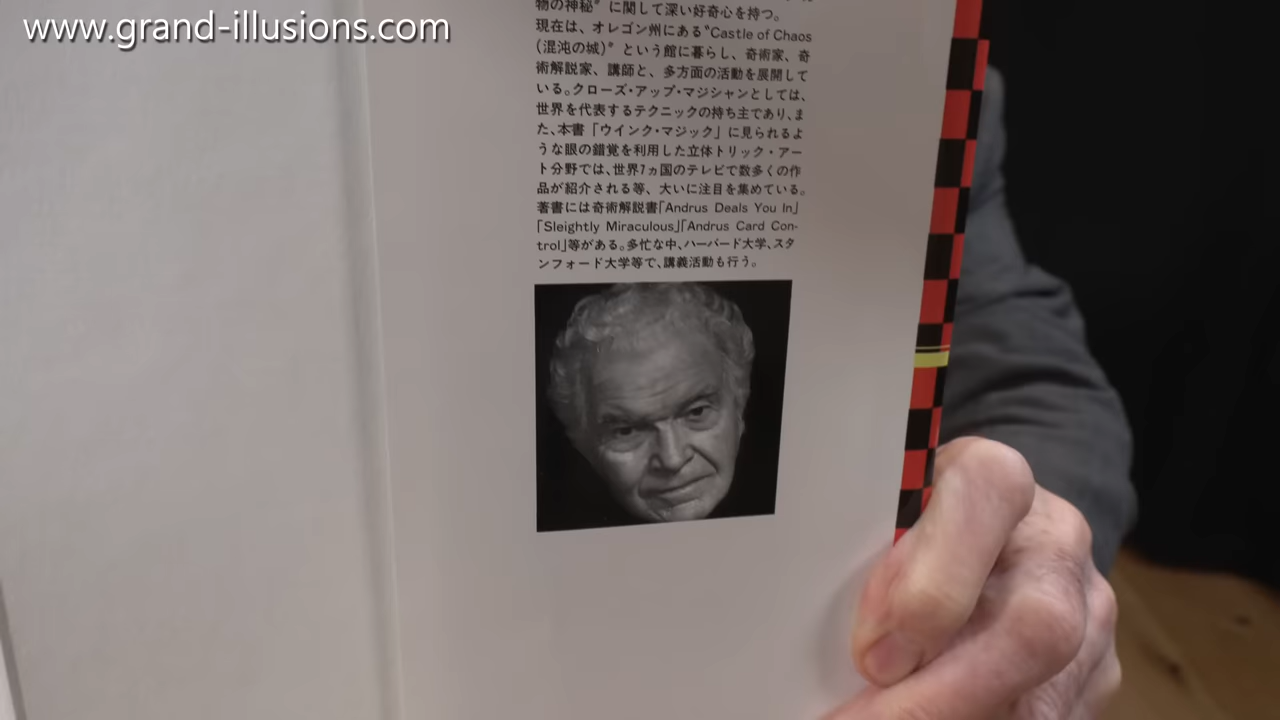 www.grand-illusions.com
物の神秘〞に関して深い好奇心を持つ。
現在は、オレゴン州にある〝Castle of Chaos
(混沌の城)〞という館に暮らし、奇術家、奇
術解説家、講師と、多方面の活動を展開して
いる。クローズ・アップ・マジシャンとしては、
世界を代表するテクニックの持ち主であり、ま
た、本書「ウインク・マジック」に見られるよ
うな眼の錯覚を利用した立体トリック・アー
ト分野では、世界7ヵ国のテレビで数多くの作
品が紹介される等、大いに注目を集めている。
著書には奇術解説書「Andrus Deals You In」
「Sleightly Miraculous」「Andrus Card Con-
trol」等がある。多忙な中、ハーバード大学、スタ
ンフォード大学等で、講義活動も行う。